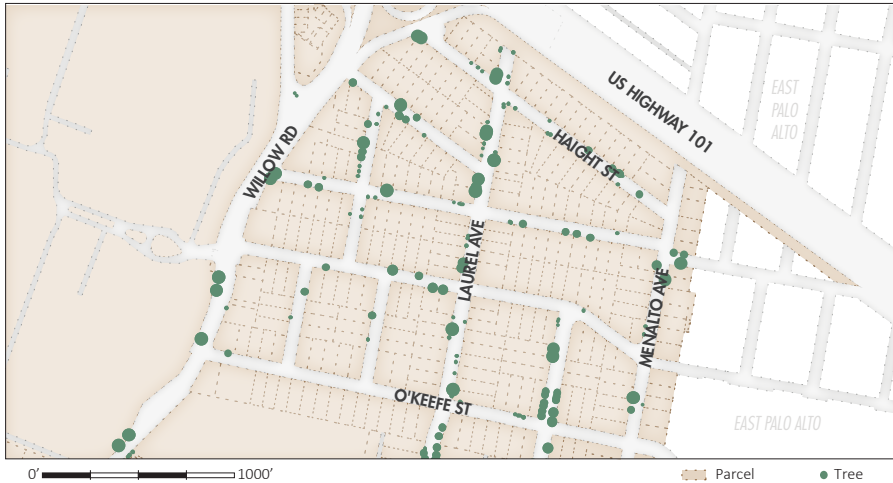 US HIGHWAY 101
EAST
PALO
ALTO
WILLOW RD
HAIGHT ST
LAUREL AVE
MENALTO AVE
O'KEEFE ST
EAST PALO ALTO
0' 1000' Parcel Tree